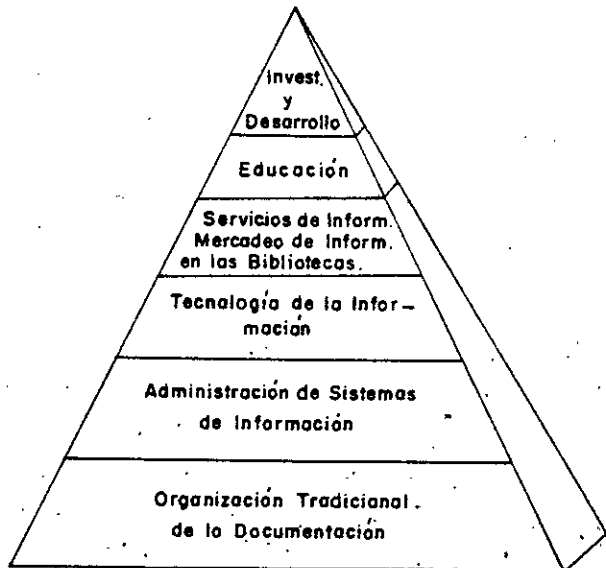 Invest.
y
Desarrollo
Educación
Servicios de Inform.
Mercadeo de Inform.
en las Bibliotecas.
Tecnología de la Infor-
mación
Administración de Sistemas
de Información
Organización Tradicional.
de la Documentación